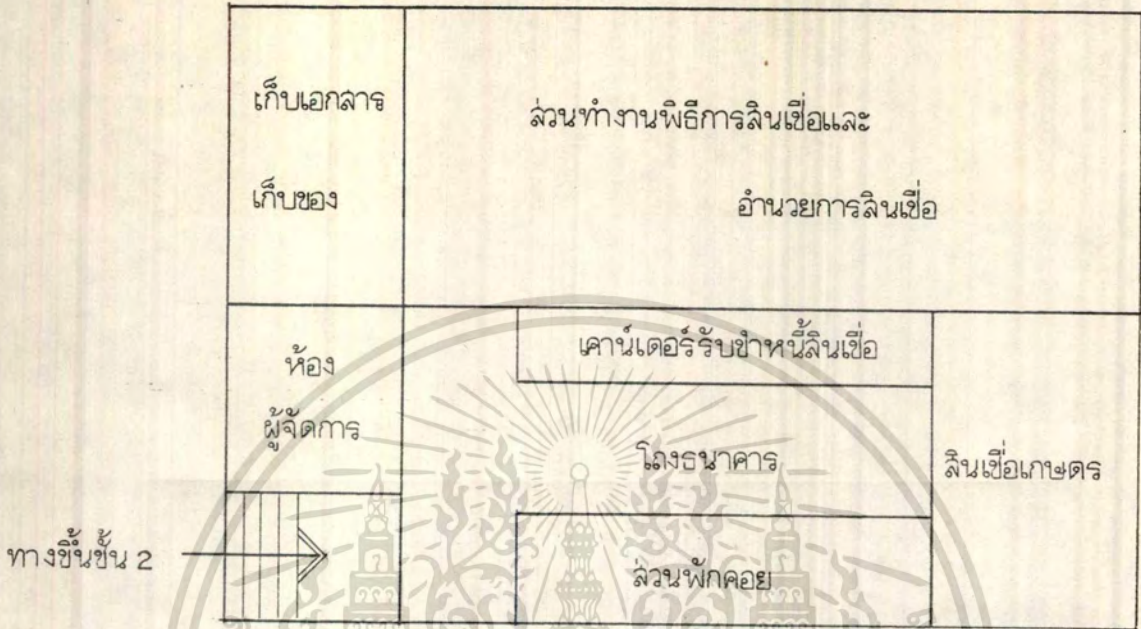 เก็บเอกสาร
เก็บของ
ส่วนทำงานพิธีการสินเชื่อและ
อำนวยการสินเชื่อ
ห้อง
ผู้จัดการ
เคาน์เตอร์รับชำหนี้สินเชื่อ
โถงธนาคาร
สินเชื่อเกษตร
ทางขึ้นชั้น 2
ส่วนพักคอย